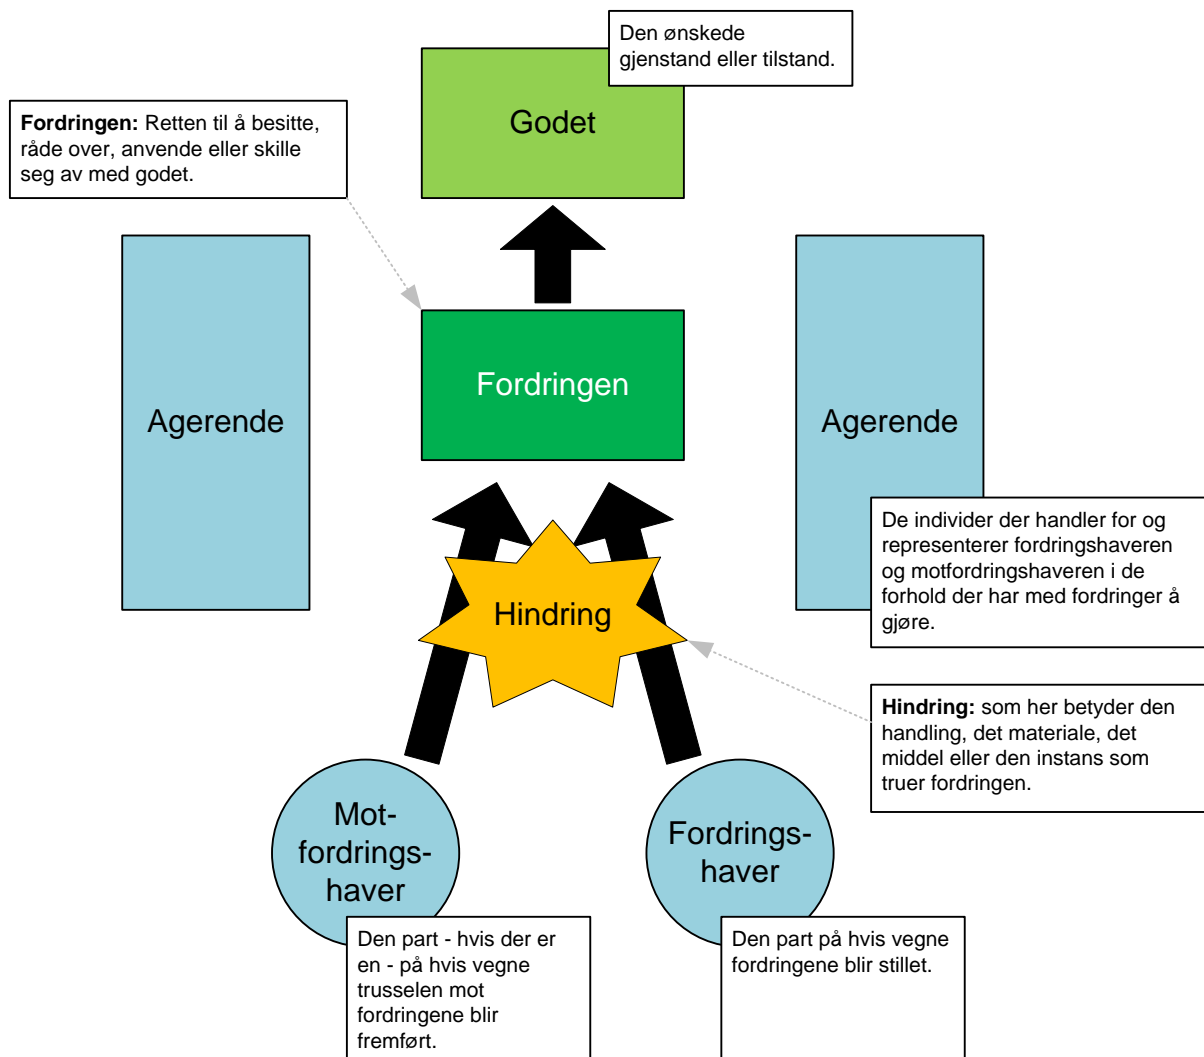 Den ønskede
gjenstand eller tilstand.
Godet
Fordringen: Retten til å besitte,
råde over, anvende eller skille
seg av med godet.
Agerende
Fordringen
Agerende
De individer der handler for og
representerer fordringshaveren
og motfordringshaveren i de
forhold der har med fordringer å
gjøre.
Hindring
Hindring: som her betyder den
handling, det materiale, det
middel eller den instans som
truer fordringen.
Mot-
fordrings-
haver
Fordrings-
haver
Den part - hvis der er
en - på hvis vegne
trusselen mot
fordringene blir
fremført.
Den part på hvis vegne
fordringene blir stillet.